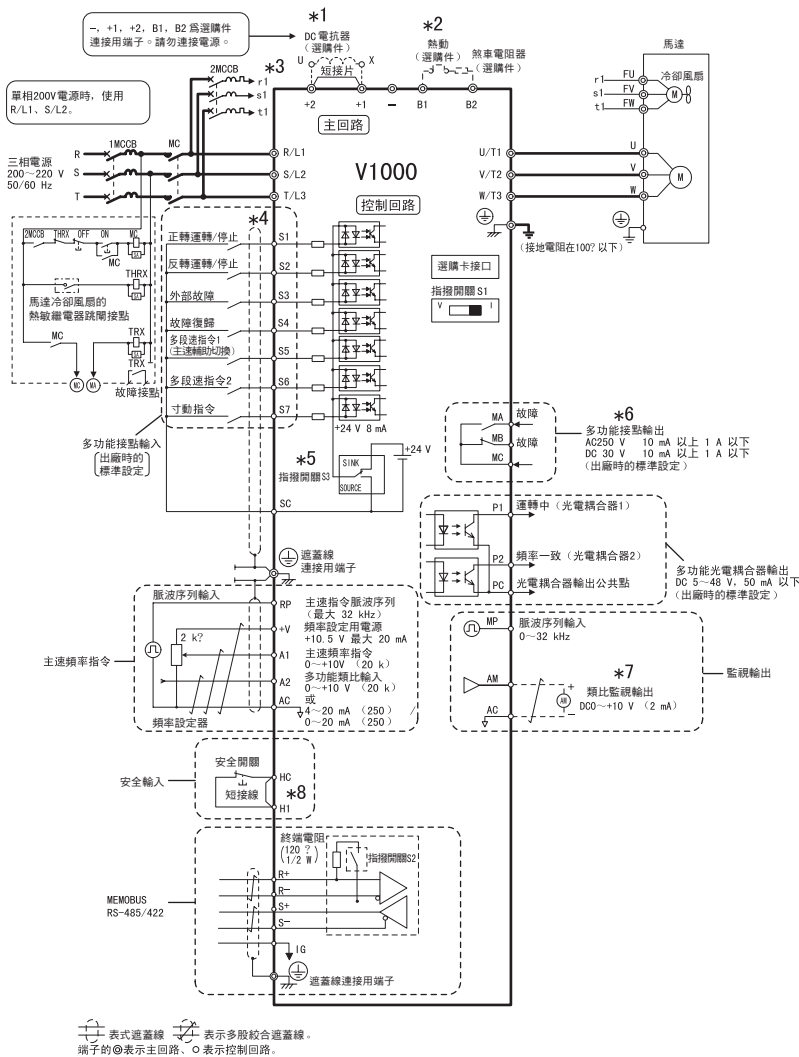 -, +1, +2, B1, B2 爲選購件
連接用端子。請勿連接電源。
*1
DC電抗器
(選購件)
U X
短接片
*2
熱動
(選購件)
煞車電阻器
(選購件)
馬達
2MCCB
*3
r1
s1
t1
+2 +1 − B1 B2
主回路
r1 FU
s1 FV
t1 FW
冷卻風扇
M
單相200V電源時，使用
R/L1、S/L2。
三相電源
200～220 V
50/60 Hz
R
S
T
1MCCB
MC
R/L1
S/L2
T/L3
V1000
控制回路
U/T1
V/T2
W/T3
U
V
W
M
(接地電阻在100? 以下)
2MCCB THRX OFF ON MC
MC
SA
THRX
SA
馬達冷卻風扇的
熱敏繼電器跳閘接點
MC
TRX
SA
TRX
MC MA
故障接點
*4
正轉運轉/停止 S1
反轉運轉/停止 S2
外部故障 S3
故障復歸 S4
多段速指令1
(主速輔助切換) S5
多段速指令2 S6
寸動指令 S7
+24 V 8 mA
多功能接點輸入
出廠時的
標準設定
選購卡接口
指撥開關 S1
V I
*5
指撥開關S3
SINK
SOURCE
+24 V
SC
*6
MA 故障
MB 故障
MC
多功能接點輸出
AC250 V 10 mA 以上 1 A 以下
DC 30 V 10 mA 以上 1 A 以下
(出廠時的標準設定)
P1 運轉中 (光電耦合器1)
P2 頻率一致 (光電耦合器2)
PC 光電耦合器輸出公共點
多功能光電耦合器輸出
DC 5～48 V, 50 mA 以下
(出廠時的標準設定)
遮蓋線
連接用端子
脈波序列輸入
RP 主速指令脈波序列
(最大 32 kHz)
+V 頻率設定用電源
+10.5 V 最大 20 mA
2 k?
A1 主速頻率指令
0～+10V (20 k)
A2 多功能類比輸入
0～+10 V (20 k)
AC 或
4～20 mA (250)
0～20 mA (250)
/
主速頻率指令
頻率設定器
MP 脈波序列輸入
0～32 kHz
*7
AM
AM
+
−
類比監視輸出
DC0～+10 V (2 mA)
AC
監視輸出
安全輸入
安全開關
短接線
HC
H1
*8
終端電阻
(120 ?
1/2 W)
指撥開關S2
R+
R−
S+
S−
IG
MEMOBUS
RS-485/422
遮蓋線連接用端子
表式遮蓋線 表示多股絞合遮蓋線。
端子的◎表示主回路、○表示控制回路。